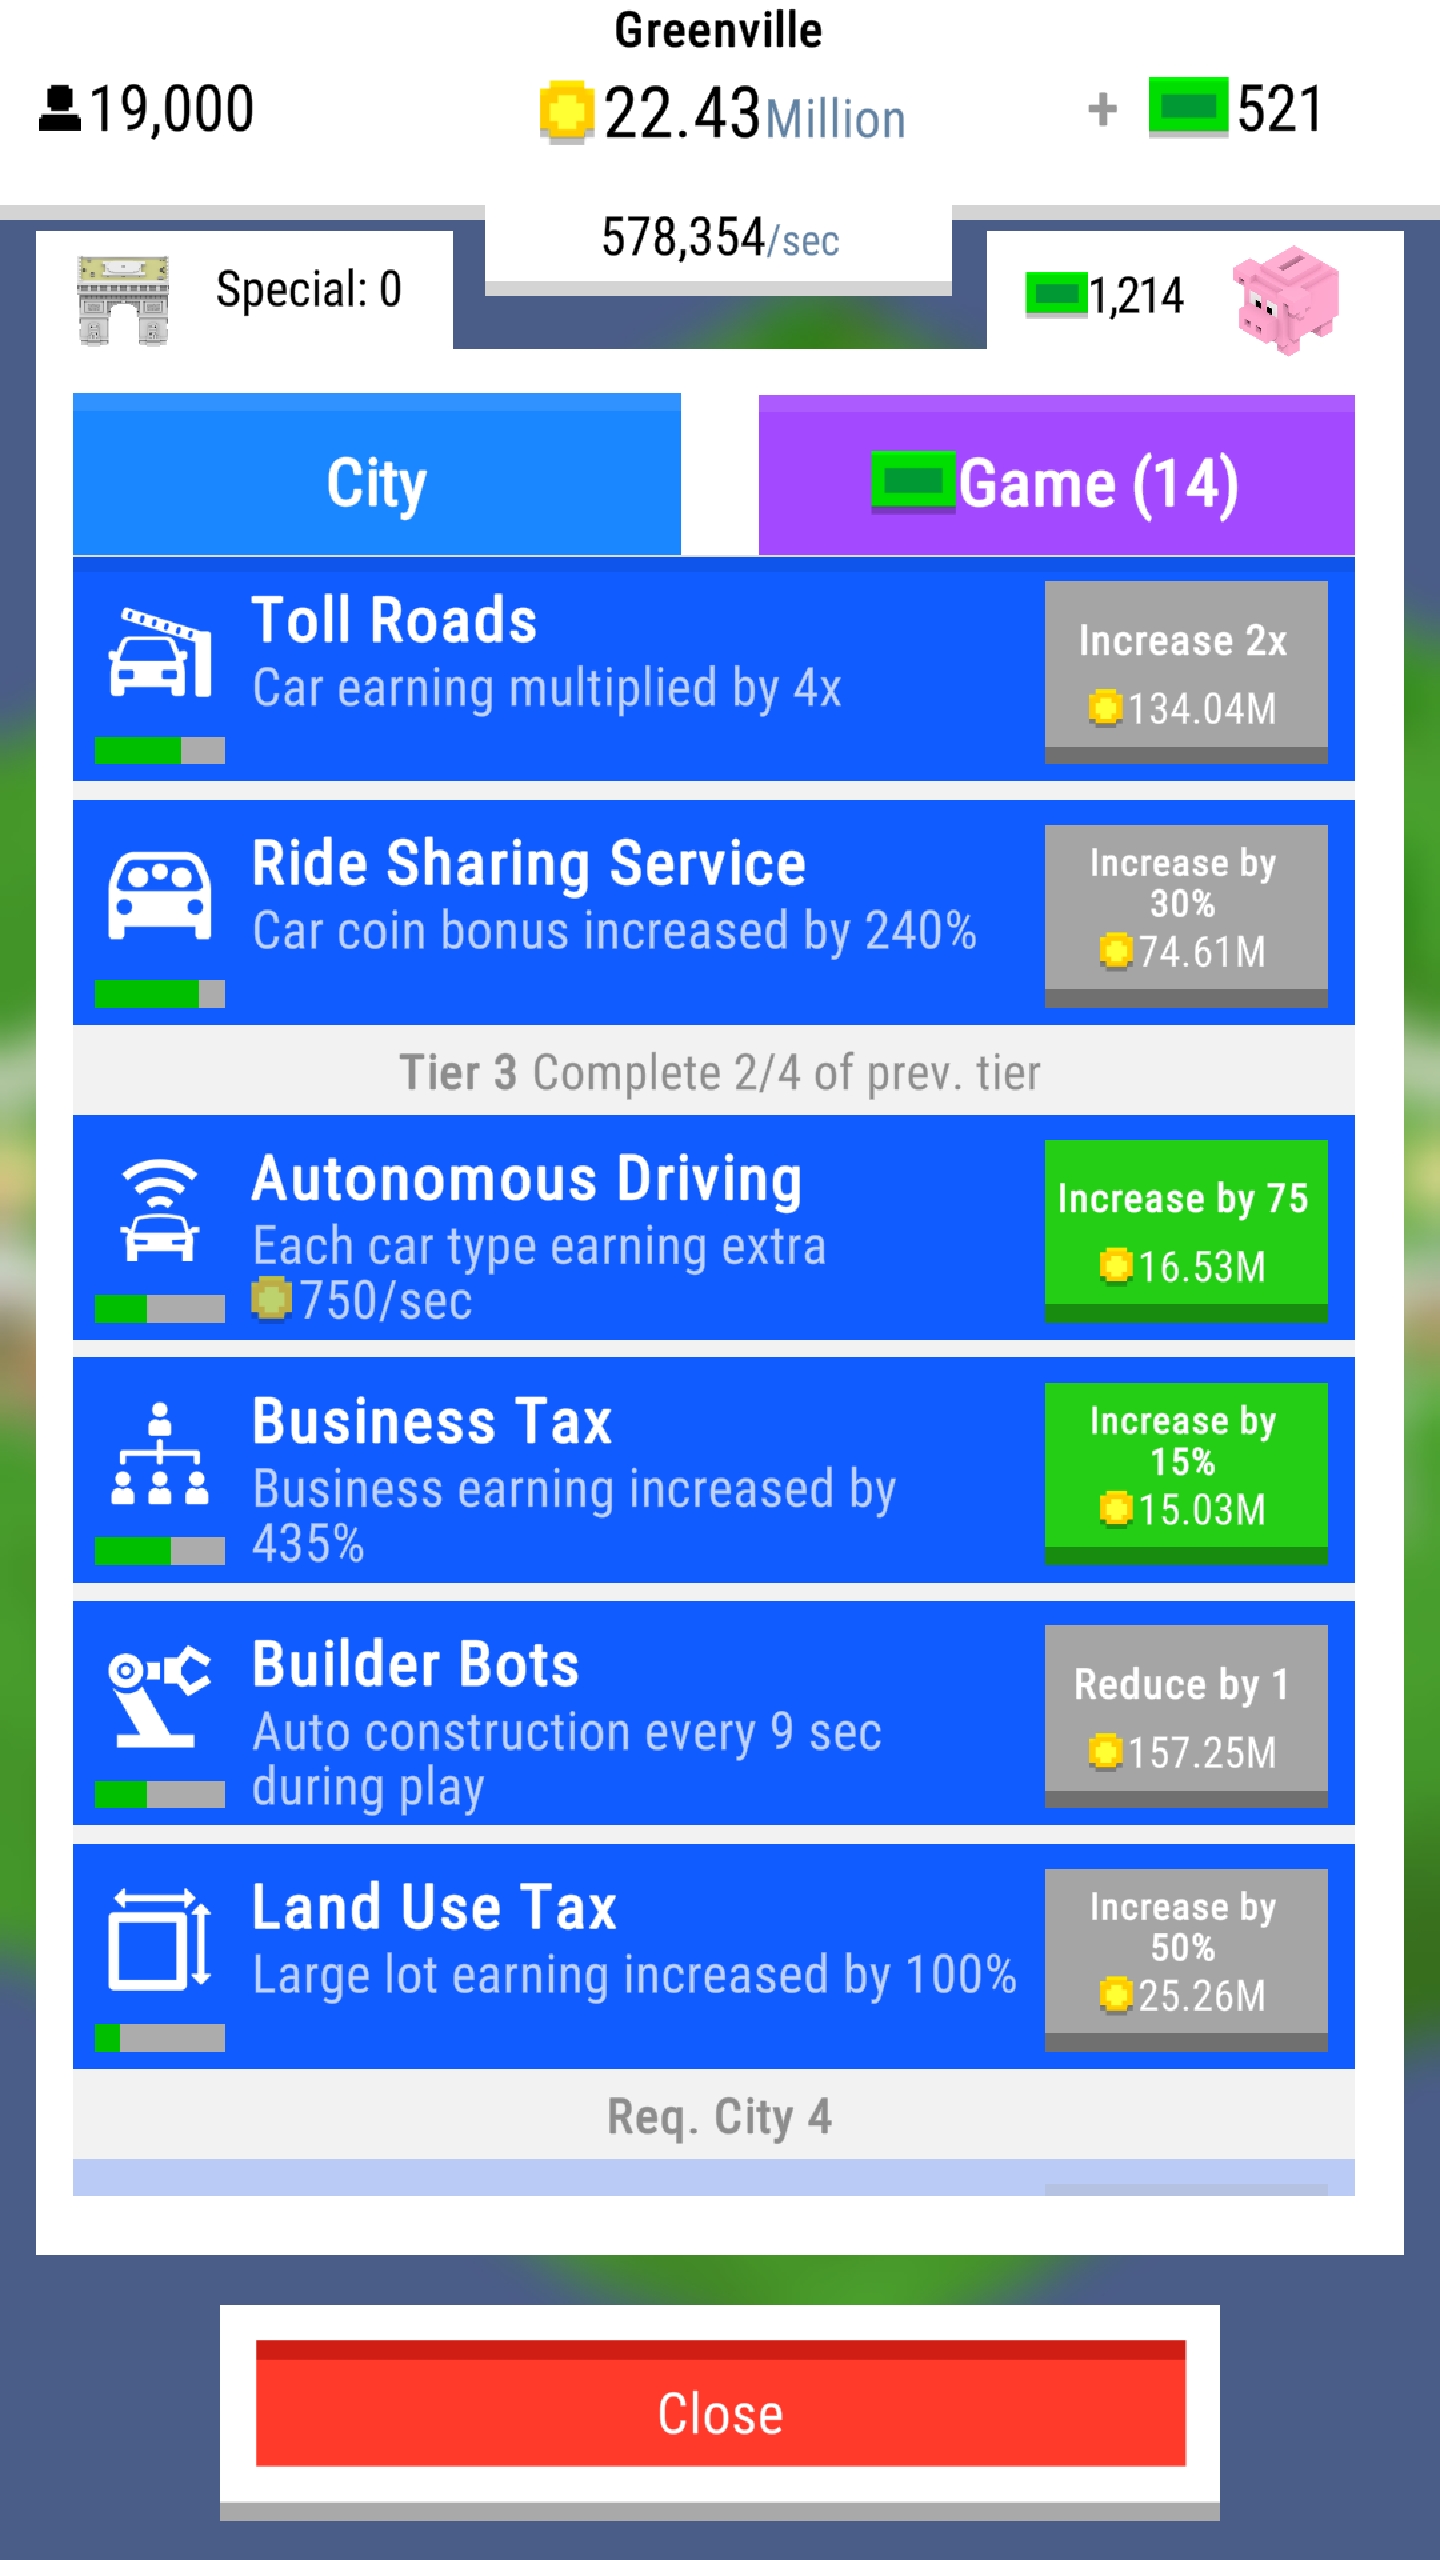 Greenville
19,000
22.43Million
+ 521
578,354/sec
Special: 0
1,214
City
Game (14)
Toll Roads
Car earning multiplied by 4x
Increase 2x
134.04M
Ride Sharing Service
Car coin bonus increased by 240%
Increase by
30%
74.61M
Tier 3 Complete 2/4 of prev. tier
Autonomous Driving
Each car type earning extra
750/sec
Increase by 75
16.53M
Business Tax
Business earning increased by
435%
Increase by
15%
15.03M
Builder Bots
Auto construction every 9 sec
during play
Reduce by 1
157.25M
Land Use Tax
Large lot earning increased by 100%
Increase by
50%
25.26M
Req. City 4
Close